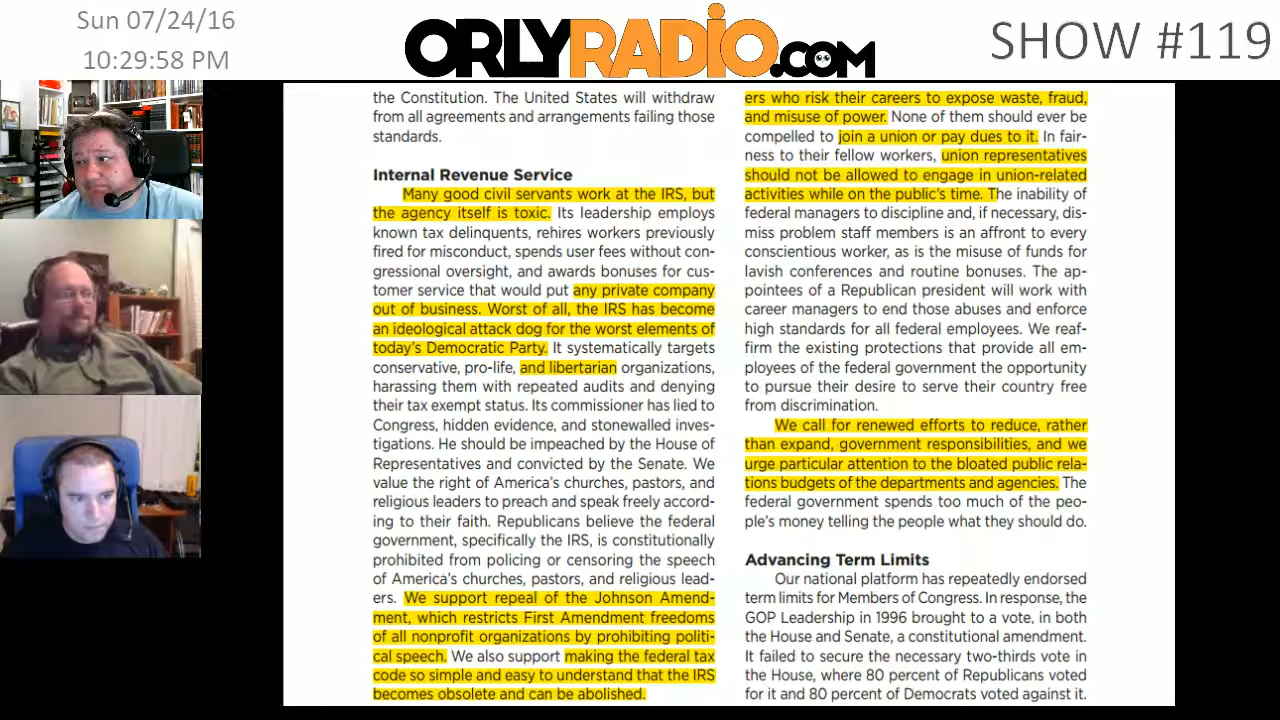 Sun 07/24/16
10:29:58 PM
ORLYRADIO.COM
SHOW #119
the Constitution. The United States will withdraw
from all agreements and arrangements failing those
standards.
Internal Revenue Service
Many good civil servants work at the IRS, but
the agency itself is toxic. Its leadership employs
known tax delinquents, rehires workers previously
fired for misconduct, spends user fees without con-
gressional oversight, and awards bonuses for cus-
tomer service that would put any private company
out of business. Worst of all, the IRS has become
an ideological attack dog for the worst elements of
today's Democratic Party. It systematically targets
conservative, pro-life, and libertarian organizations,
harassing them with repeated audits and denying
their tax exempt status. Its commissioner has lied to
Congress, hidden evidence, and stonewalled inves-
tigations. He should be impeached by the House of
Representatives and convicted by the Senate. We
value the right of America's churches, pastors, and
religious leaders to preach and speak freely accord-
ing to their faith. Republicans believe the federal
government, specifically the IRS, is constitutionally
prohibited from policing or censoring the speech
of America's churches, pastors, and religious lead-
ers. We support repeal of the Johnson Amend-
ment, which restricts First Amendment freedoms
of all nonprofit organizations by prohibiting politi-
cal speech. We also support making the federal tax
code so simple and easy to understand that the IRS
becomes obsolete and can be abolished.
ers who risk their careers to expose waste, fraud,
and misuse of power. None of them should ever be
compelled to join a union or pay dues to it. In fair-
ness to their fellow workers, union representatives
should not be allowed to engage in union-related
activities while on the public's time. The inability of
federal managers to discipline and, if necessary, dis-
miss problem staff members is an affront to every
conscientious worker, as is the misuse of funds for
lavish conferences and routine bonuses. The ap-
pointees of a Republican president will work with
career managers to end those abuses and enforce
high standards for all federal employees. We reaf-
firm the existing protections that provide all em-
ployees of the federal government the opportunity
to pursue their desire to serve their country free
from discrimination.
We call for renewed efforts to reduce, rather
than expand, government responsibilities, and we
urge particular attention to the bloated public rela-
tions budgets of the departments and agencies. The
federal government spends too much of the peo-
ple's money telling the people what they should do.
Advancing Term Limits
Our national platform has repeatedly endorsed
term limits for Members of Congress. In response, the
GOP Leadership in 1996 brought to a vote, in both
the House and Senate, a constitutional amendment.
It failed to secure the necessary two-thirds vote in
the House, where 80 percent of Republicans voted
for it and 80 percent of Democrats voted against it.